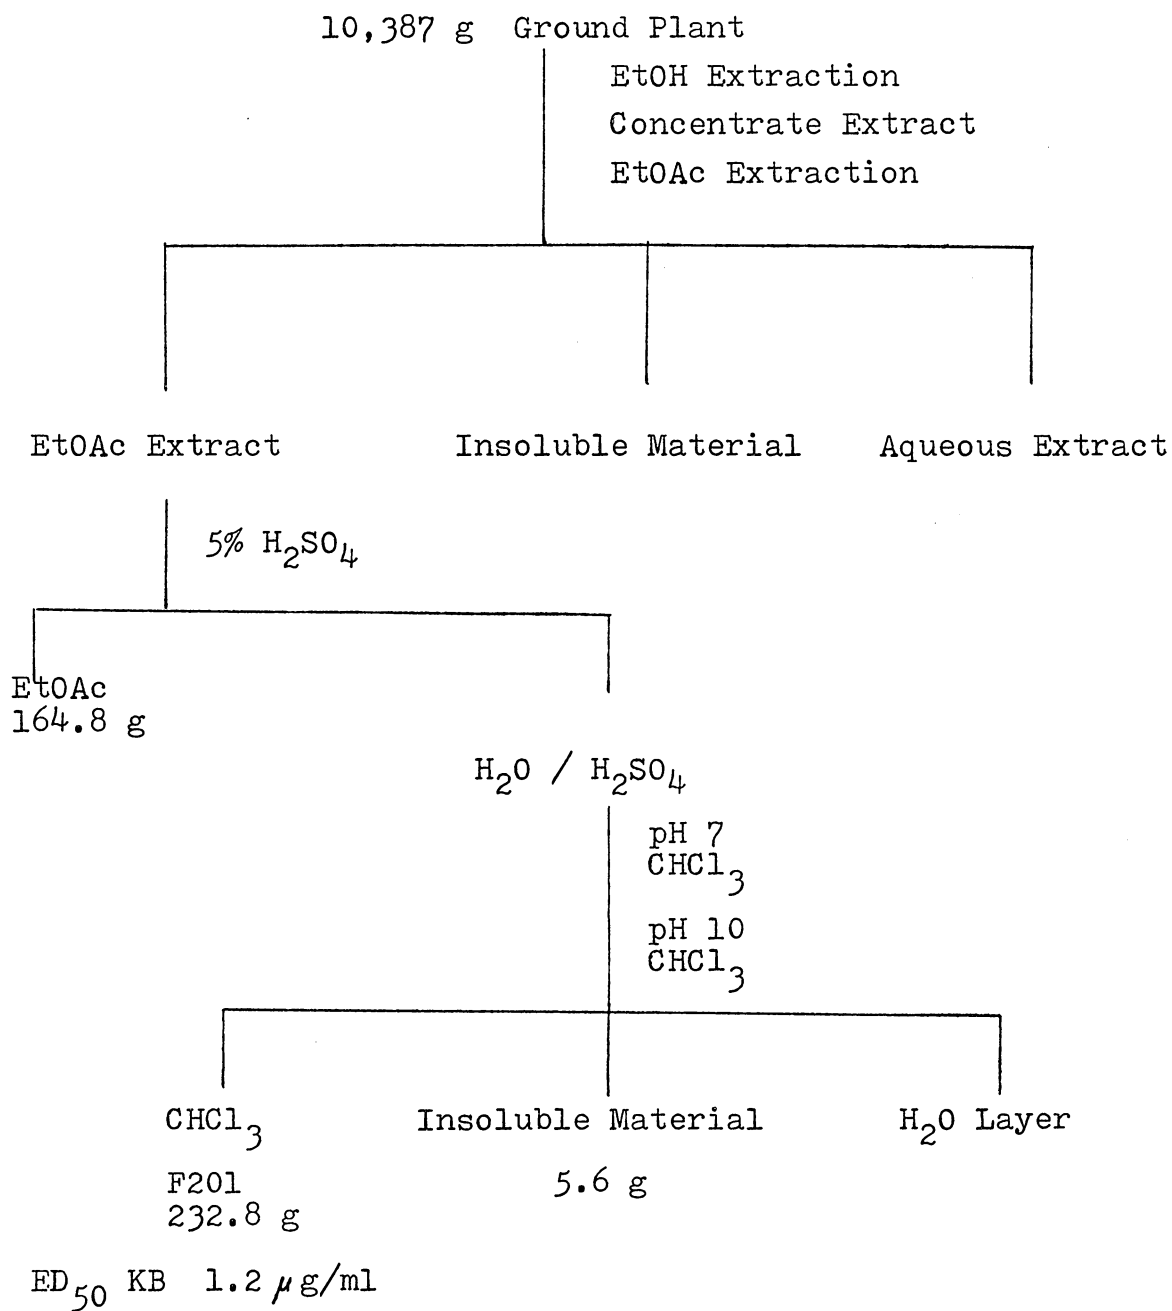 10,387 g Ground Plant
EtOH Extraction
Concentrate Extract
EtOAc Extraction
EtOAc Extract Insoluble Material Aqueous Extract
5% H₂SO₄
EtOAc
164.8 g
H₂O / H₂SO₄
pH 7
CHCl₃
pH 10
CHCl₃
CHCl₃ Insoluble Material H₂O Layer
F201 5.6 g
232.8 g
ED₅₀ KB 1.2 μg/ml